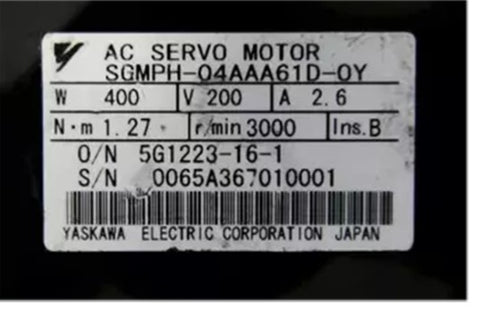 AC SERVO MOTOR
SGMPH-04AAA61D-OY
W 400 V 200 A 2.6
N·m 1.27 r/min 3000 Ins.B
O/N 5G1223-16-1
S/N 0065A367010001
YASKAWA ELECTRIC CORPORATION JAPAN